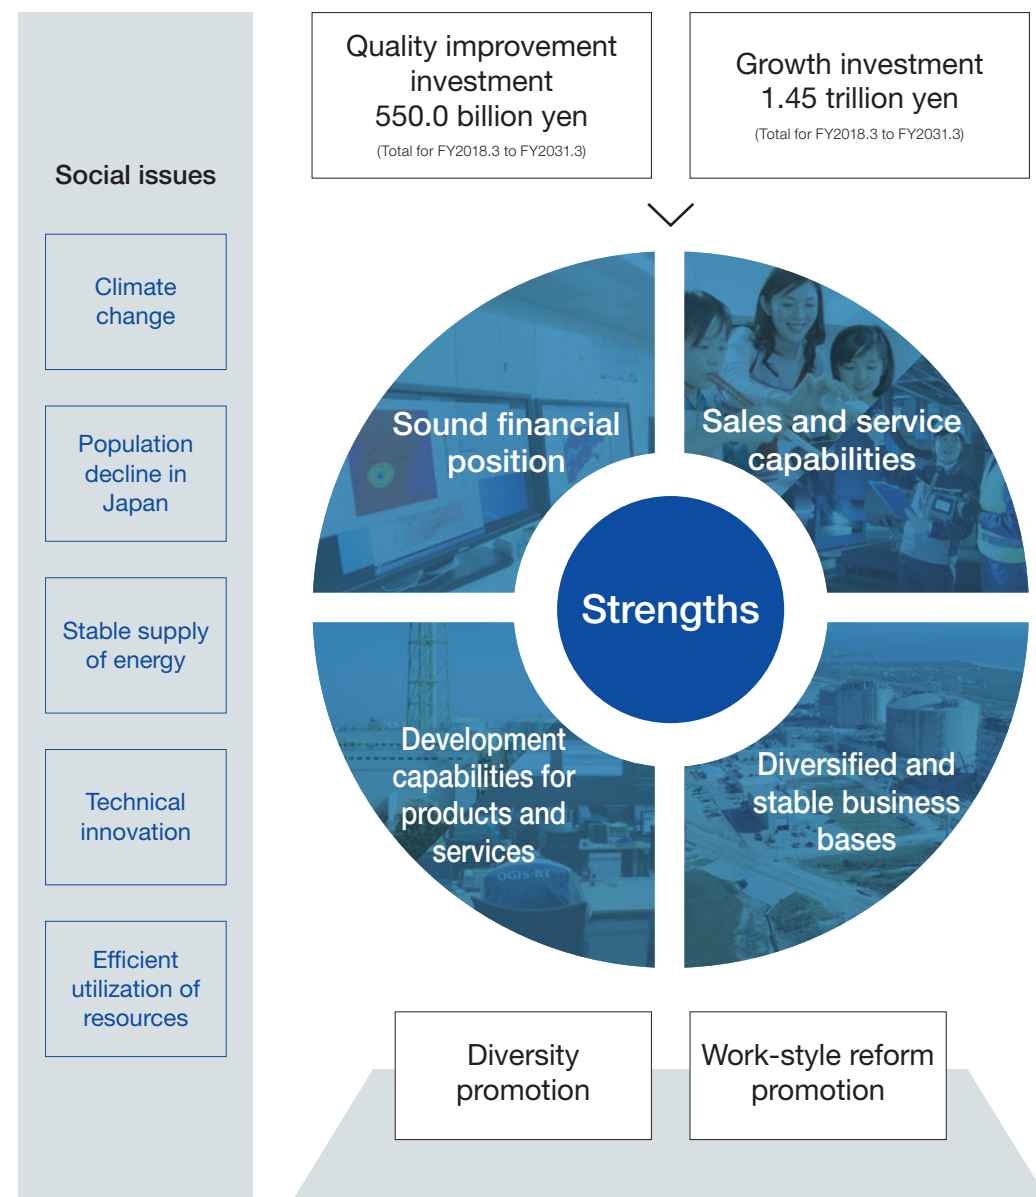 Social issues
Climate
change
Population
decline in
Japan
Stable supply
of energy
Technical
innovation
Efficient
utilization of
resources
Quality improvement
investment
550.0 billion yen
(Total for FY2018.3 to FY2031.3)
Growth investment
1.45 trillion yen
(Total for FY2018.3 to FY2031.3)
Sound financial
position
Sales and service
capabilities
Strengths
Development
capabilities for
products and
services
OGIS-RI
Diversified and
stable business
bases
Diversity
promotion
Work-style reform
promotion